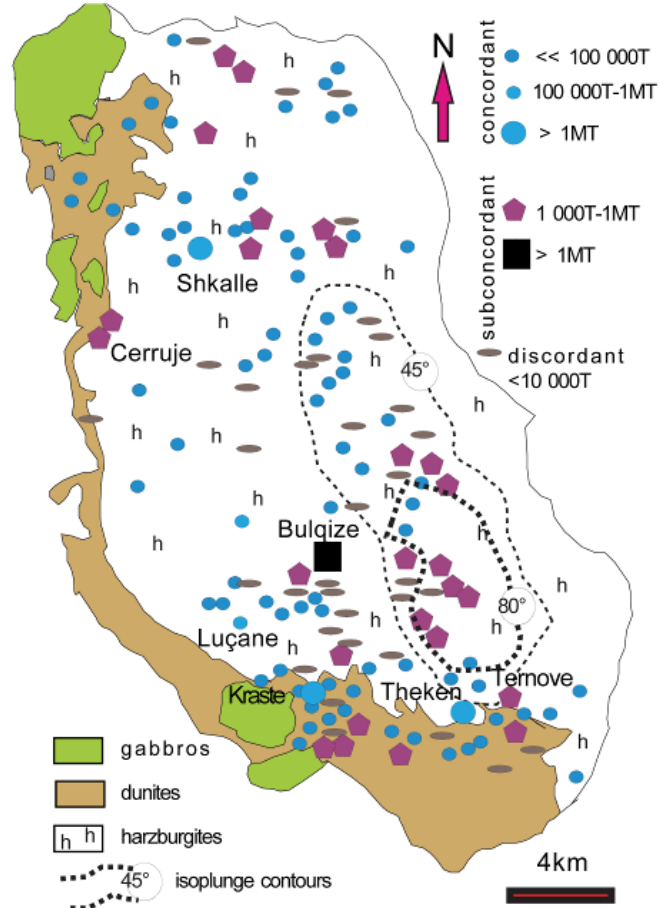 N
concordant
<< 100 000T
100 000T-1MT
> 1MT
subconcordant
1 000T-1MT
> 1MT
discordant
<10 000T
h
h
h
h
h
h
Shkalle
h
h
Cerruje
h
45°
h
h
h
h
h
h
h
Bulqize
h
h
80°
h
h
Luçane
h
h
Kraste
Theken
Ternove
h
gabbros
dunites
h h
harzburgites
45°
isoplunge contours
4km